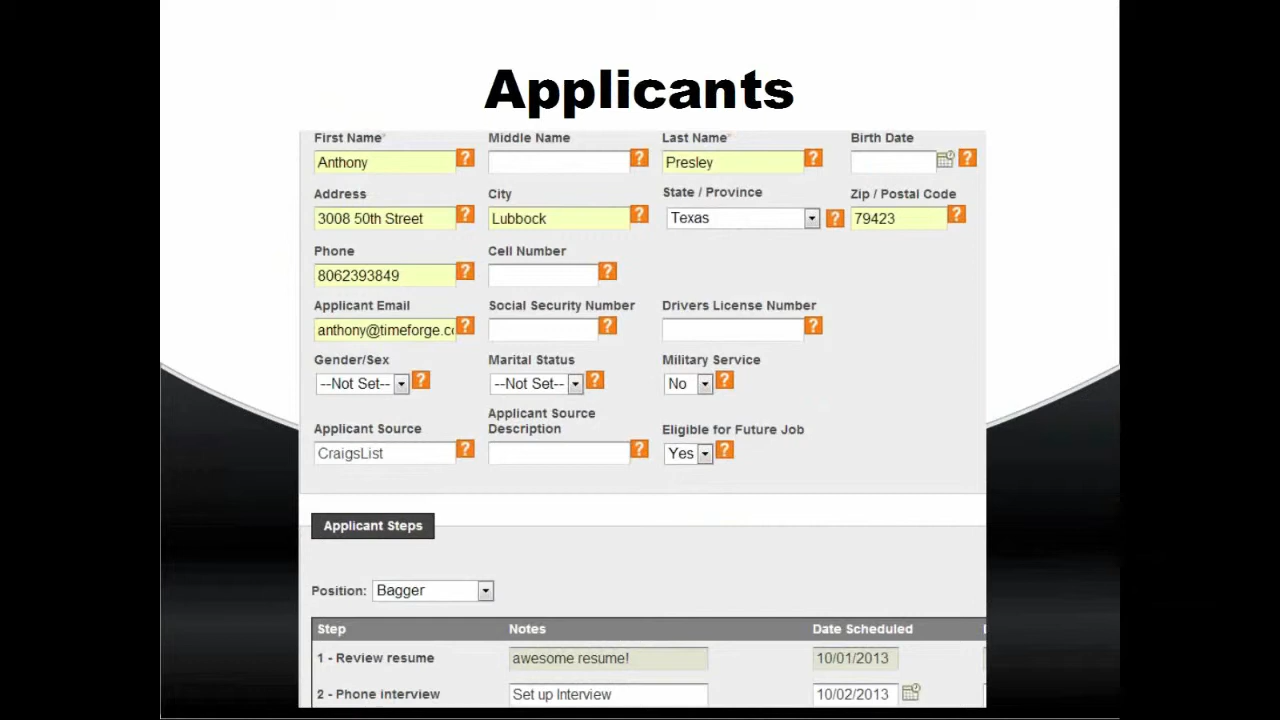 Applicants
First Name* Middle Name Last Name* Birth Date
Anthony ? ? Presley ? ?
Address City State / Province Zip / Postal Code
3008 50th Street ? Lubbock ? Texas ? 79423 ?
Phone Cell Number
8062393849 ? ?
Applicant Email Social Security Number Drivers License Number
anthony@timeforge.c ? ? ?
Gender/Sex Marital Status Military Service
--Not Set-- ? --Not Set-- ? No ?
Applicant Source Applicant Source Description Eligible for Future Job
CraigsList ? ? Yes ?
Applicant Steps
Position: Bagger
Step Notes Date Scheduled
1 - Review resume awesome resume! 10/01/2013
2 - Phone interview Set up Interview 10/02/2013